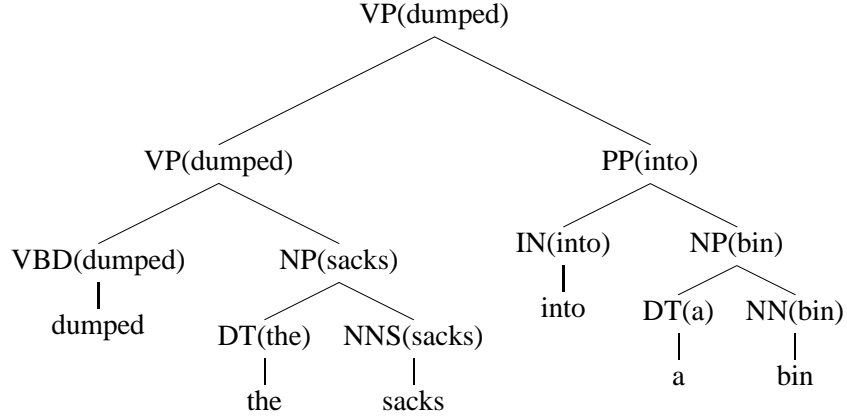 VP(dumped)
VP(dumped) PP(into)
VBD(dumped) NP(sacks) IN(into) NP(bin)
dumped DT(the) NNS(sacks) into DT(a) NN(bin)
the sacks a bin